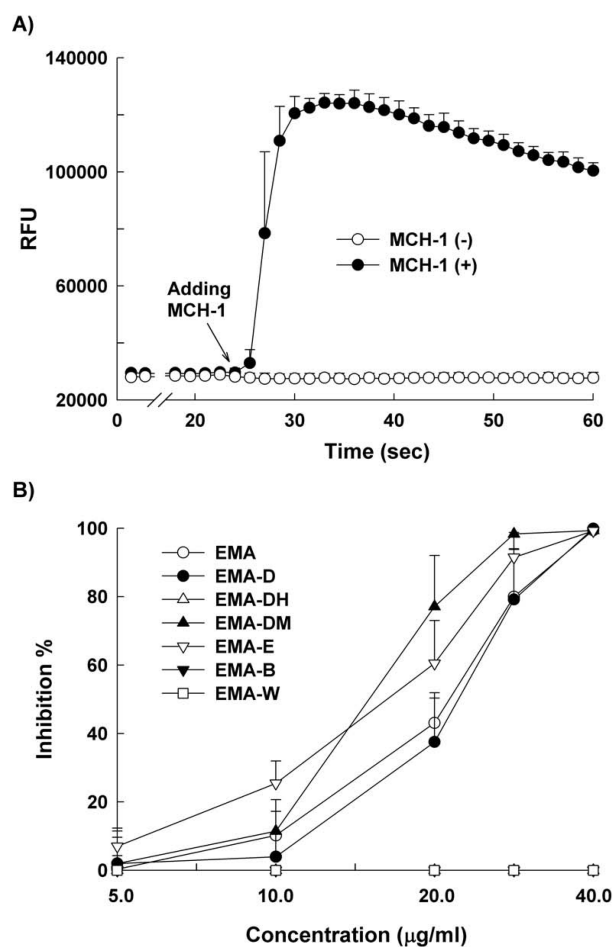 A)
140000
100000
60000
20000
RFU
MCH-1 (-)
MCH-1 (+)
Adding
MCH-1
0 20 30 40 50 60
Time (sec)
B)
100
80
60
40
20
0
Inhibition %
EMA
EMA-D
EMA-DH
EMA-DM
EMA-E
EMA-B
EMA-W
5.0 10.0 20.0 40.0
Concentration (μg/ml)